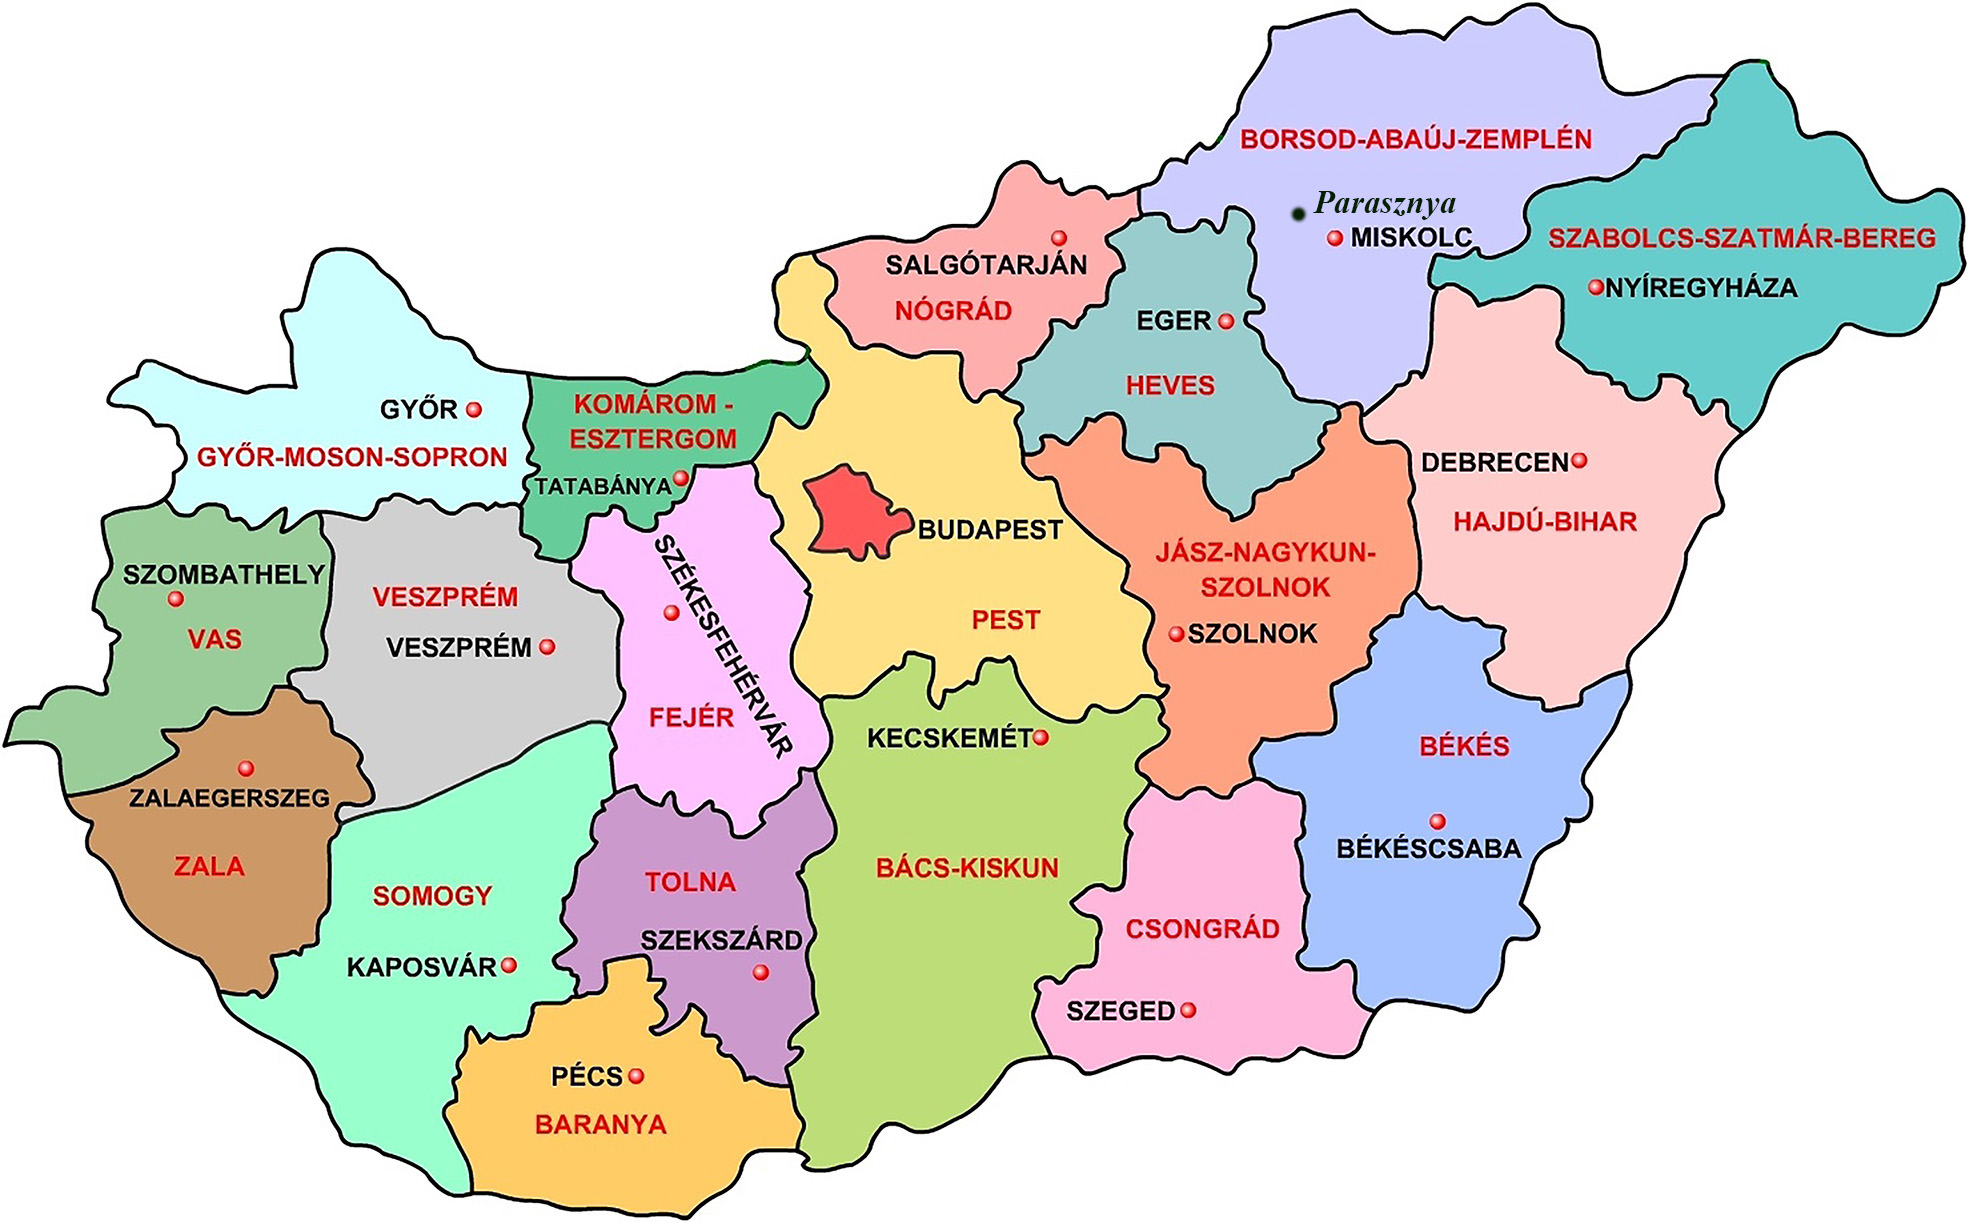 BORSOD-ABAÚJ-ZEMPLÉN
Parasznya
MISKOLC
SZABOLCS-SZATMÁR-BEREG
NYÍREGYHÁZA
SALGÓTARJÁN
NÓGRÁD
EGER
HEVES
GYŐR
GYŐR-MOSON-SOPRON
KOMÁROM -
ESZTERGOM
TATABÁNYA
DEBRECEN
HAJDÚ-BIHAR
BUDAPEST
PEST
JÁSZ-NAGYKUN-
SZOLNOK
SZOLNOK
SZOMBATHELY
VAS
VESZPRÉM
VESZPRÉM
SZÉKESFEHÉRVÁR
FEJÉR
KECSKEMÉT
BÉKÉS
BÉKÉSCSABA
ZALAEGERSZEG
ZALA
SOMOGY
KAPOSVÁR
TOLNA
SZEKSZÁRD
BÁCS-KISKUN
CSONGRÁD
SZEGED
PÉCS
BARANYA